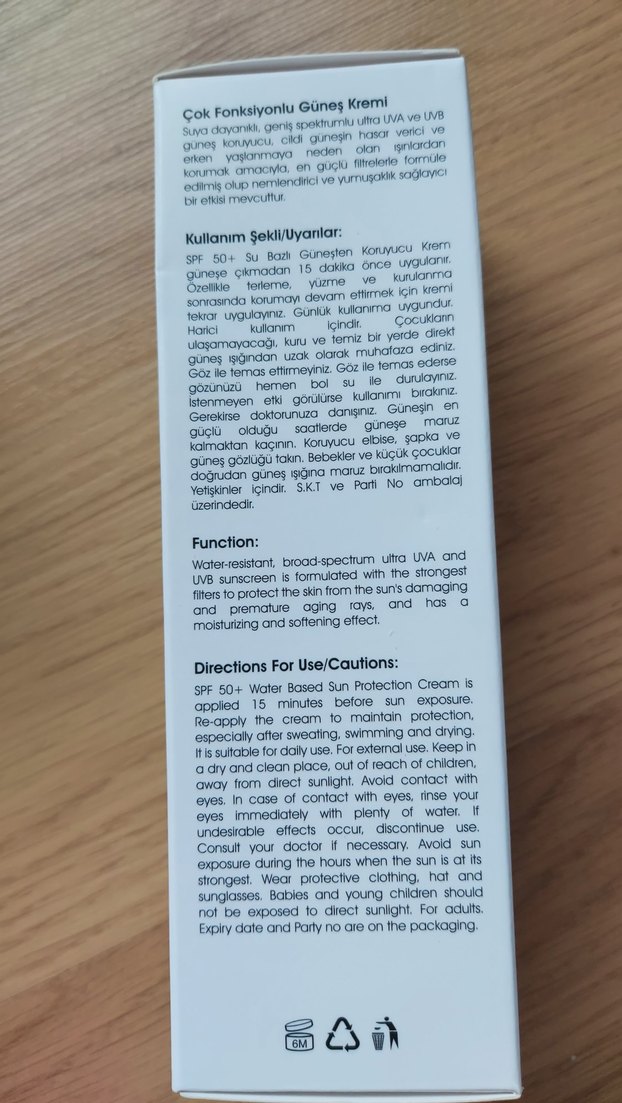 Çok Fonksiyonlu Güneş Kremi
Suya dayanıklı, geniş spektrumlu ultra UVA ve UVB
güneş koruyucu, cildi güneşin hasar verici ve
erken yaşlanmaya neden olan ışınlardan
korumak amacıyla, en güçlü filtrelerle formüle
edilmiş olup nemlendirici ve yumuşaklık sağlayıcı
bir etkisi mevcuttur.
Kullanım Şekli/Uyarılar:
SPF 50+ Su Bazlı Güneşten Koruyucu Krem
güneşe çıkmadan 15 dakika önce uygulanır.
Özellikle terleme, yüzme ve kurulanma
sonrasında korumayı devam ettirmek için kremi
tekrar uygulayınız. Günlük kullanıma uygundur.
Harici kullanım içindir. Çocukların
ulaşamayacağı, kuru ve temiz bir yerde direkt
güneş ışığından uzak olarak muhafaza ediniz.
Göz ile temas ettirmeyiniz. Göz ile temas ederse
gözünüzü hemen bol su ile durulayınız.
İstenmeyen etki görülürse kullanımı bırakınız.
Gerekirse doktorunuza danışınız. Güneşin en
güçlü olduğu saatlerde güneşe maruz
kalmaktan kaçının. Koruyucu elbise, şapka ve
güneş gözlüğü takın. Bebekler ve küçük çocuklar
doğrudan güneş ışığına maruz bırakılmamalıdır.
Yetişkinler içindir. S.K.T ve Parti No ambalaj
üzerindedir.
Function:
Water-resistant, broad-spectrum ultra UVA and
UVB sunscreen is formulated with the strongest
filters to protect the skin from the sun's damaging
and premature aging rays, and has a
moisturizing and softening effect.
Directions For Use/Cautions:
SPF 50+ Water Based Sun Protection Cream is
applied 15 minutes before sun exposure.
Re-apply the cream to maintain protection,
especially after sweating, swimming and drying.
It is suitable for daily use. For external use. Keep in
a dry and clean place, out of reach of children,
away from direct sunlight. Avoid contact with
eyes. In case of contact with eyes, rinse your
eyes immediately with plenty of water. If
undesirable effects occur, discontinue use.
Consult your doctor if necessary. Avoid sun
exposure during the hours when the sun is at its
strongest. Wear protective clothing, hat and
sunglasses. Babies and young children should
not be exposed to direct sunlight. For adults.
Expiry date and Party no are on the packaging.
6M